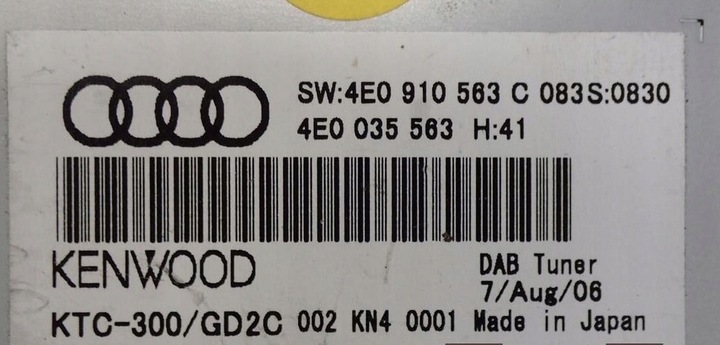 SW:4E0 910 563 C 083S:0830
4E0 035 563 H:41
KENWOOD
DAB Tuner
7/Aug/06
KTC-300/GD2C 002 KN4 0001 Made in Japan